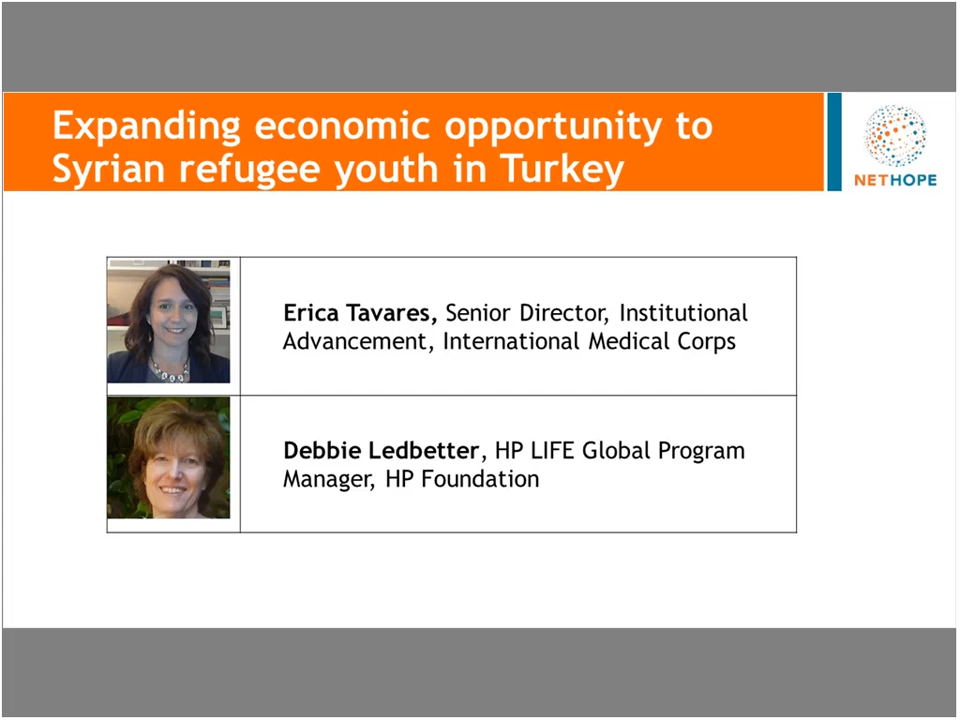 Expanding economic opportunity to
Syrian refugee youth in Turkey
NETHOPE
Erica Tavares, Senior Director, Institutional
Advancement, International Medical Corps
Debbie Ledbetter, HP LIFE Global Program
Manager, HP Foundation